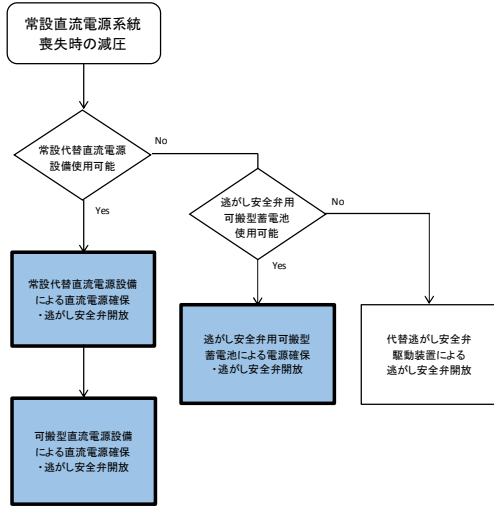 常設直流電源系統
喪失時の減圧
常設代替直流電源
設備使用可能
No
Yes
逃がし安全弁用
可搬型蓄電池
使用可能
No
Yes
常設代替直流電源設備
による直流電源確保
・逃がし安全弁開放
逃がし安全弁用可搬型
蓄電池による電源確保
・逃がし安全弁開放
代替逃がし安全弁
駆動装置による
逃がし安全弁開放
可搬型直流電源設備
による直流電源確保
・逃がし安全弁開放